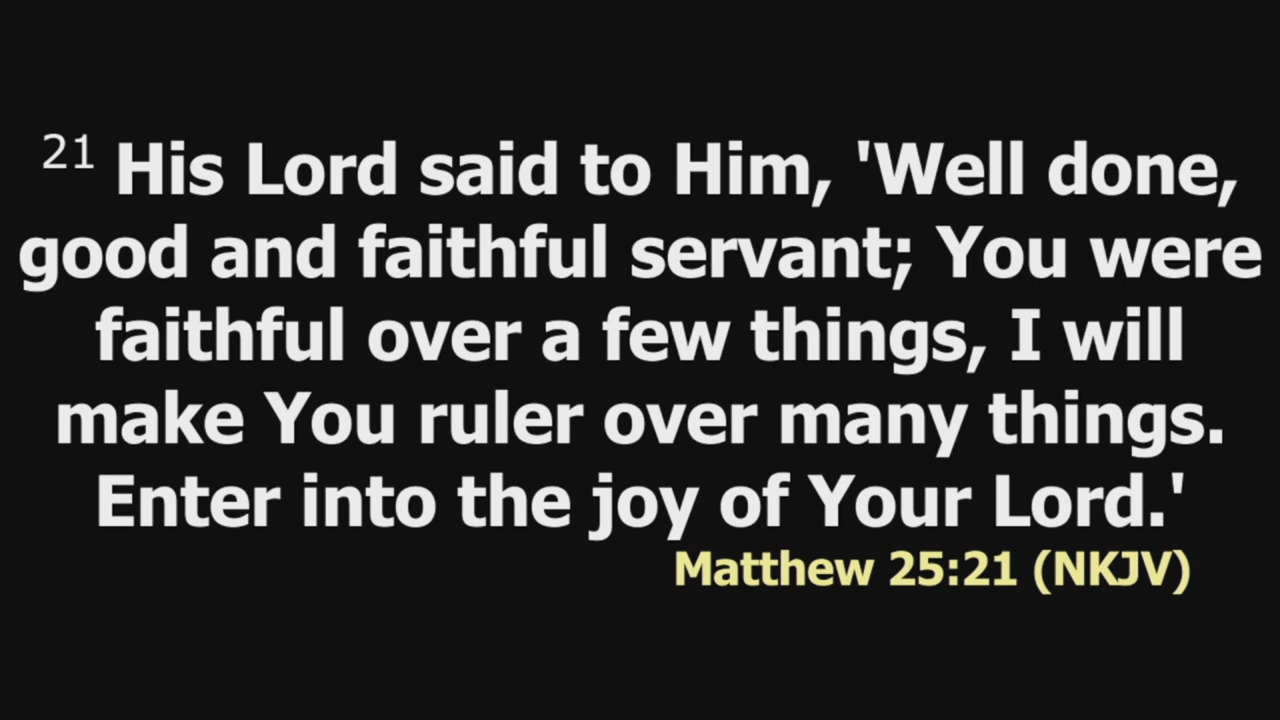 21 His Lord said to Him, 'Well done,
good and faithful servant; You were
faithful over a few things, I will
make You ruler over many things.
Enter into the joy of Your Lord.'
Matthew 25:21 (NKJV)